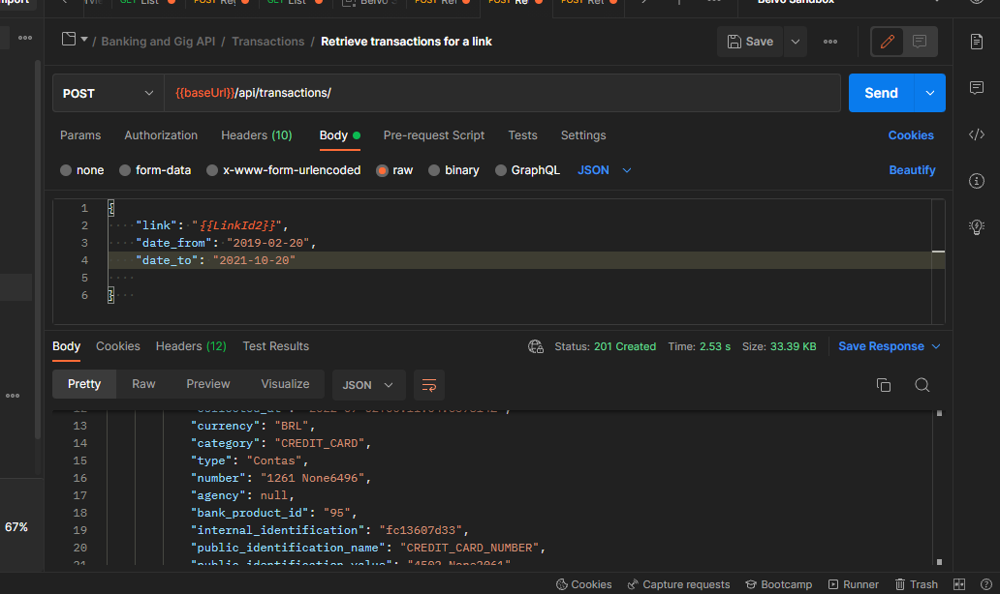 Banking and Gig API / Transactions / Retrieve transactions for a link
Save
POST {{baseUrl}}/api/transactions/ Send
Params Authorization Headers (10) Body Pre-request Script Tests Settings Cookies
none form-data x-www-form-urlencoded raw binary GraphQL JSON Beautify
1 {
2 "link": "{{LinkId2}}",
3 "date_from": "2019-02-20",
4 "date_to": "2021-10-20"
5
6 }
Body Cookies Headers (12) Test Results Status: 201 Created Time: 2.53 s Size: 33.39 KB Save Response
Pretty Raw Preview Visualize JSON
13 "currency": "BRL",
14 "category": "CREDIT_CARD",
15 "type": "Contas",
16 "number": "1261 None6496",
17 "agency": null,
18 "bank_product_id": "95",
19 "internal_identification": "fc13607d33",
20 "public_identification_name": "CREDIT_CARD_NUMBER",
21 "public_identification_value": "4502 None2061"
67%
Cookies Capture requests Bootcamp Runner Trash